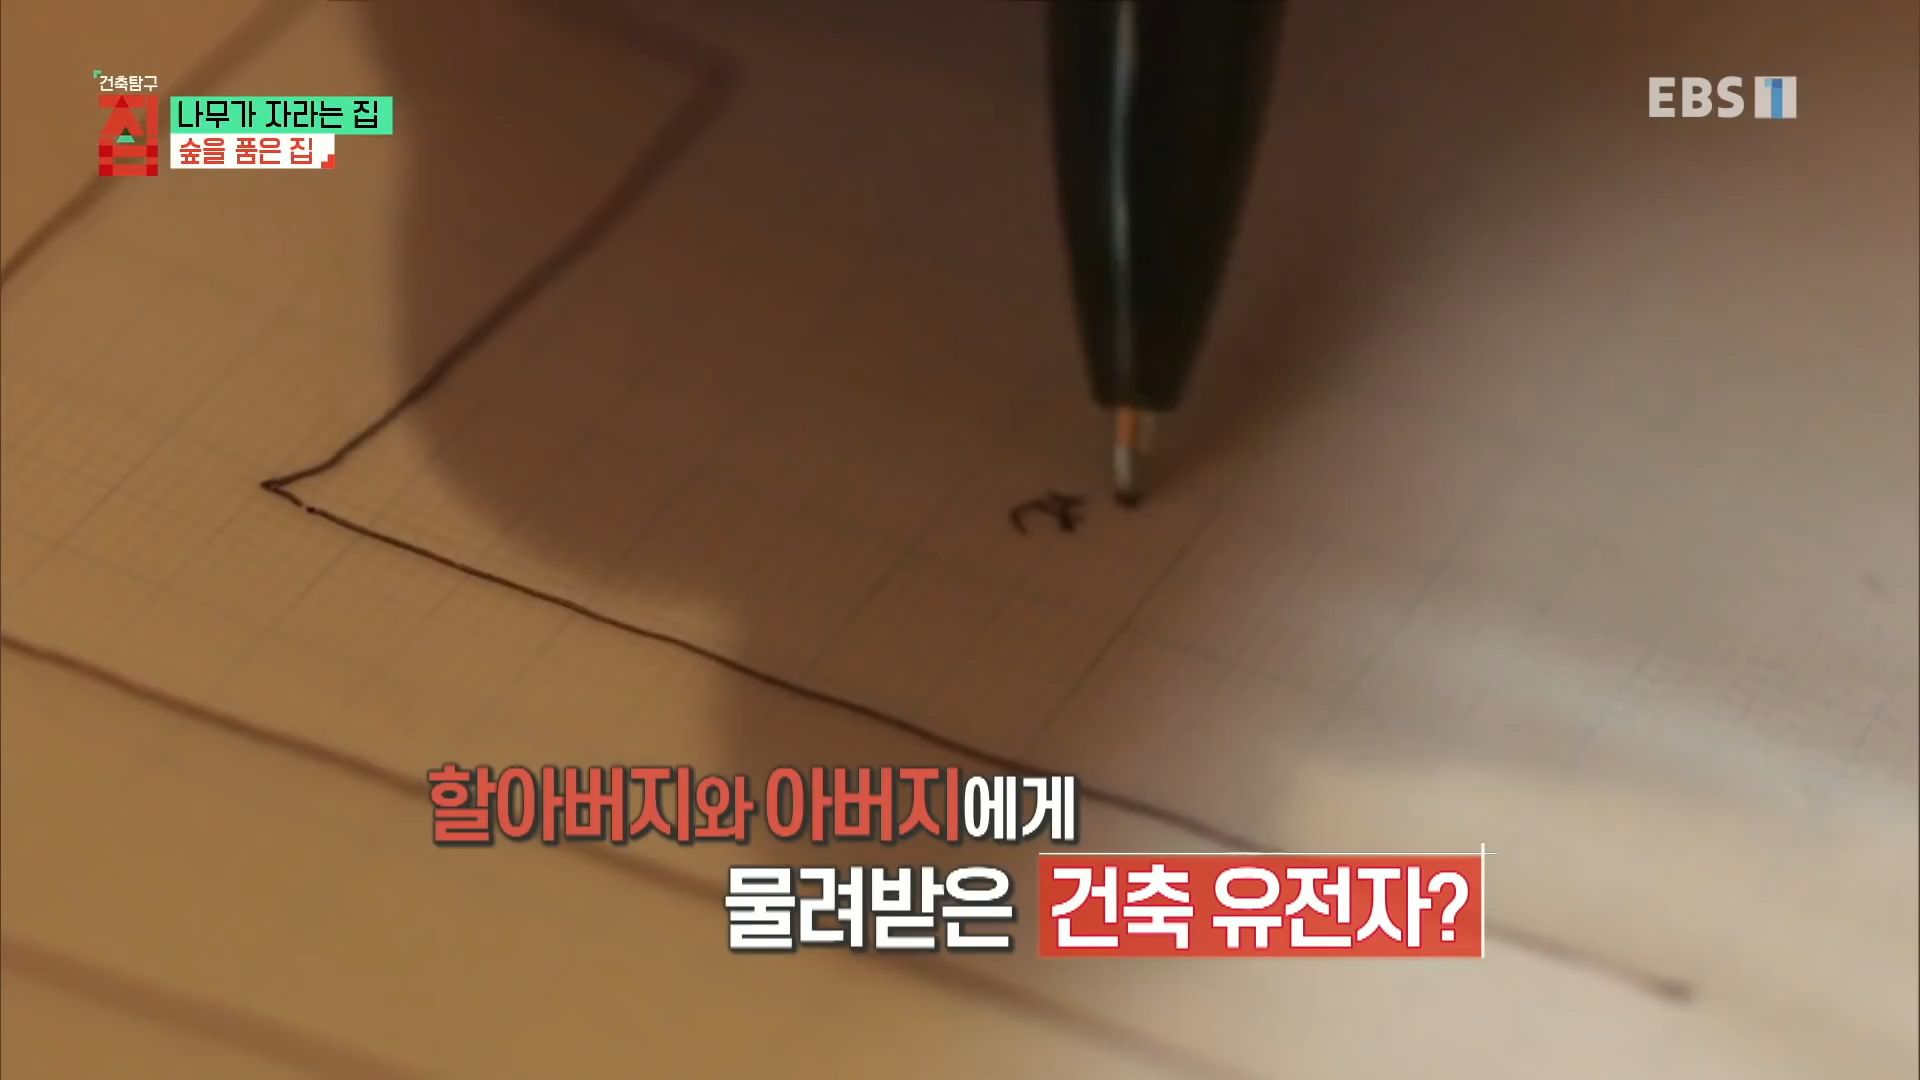 건축탐구
집
나무가 자라는 집
숲을 품은 집
EBS 1
할아버지와 아버지에게
물려받은 건축 유전자?